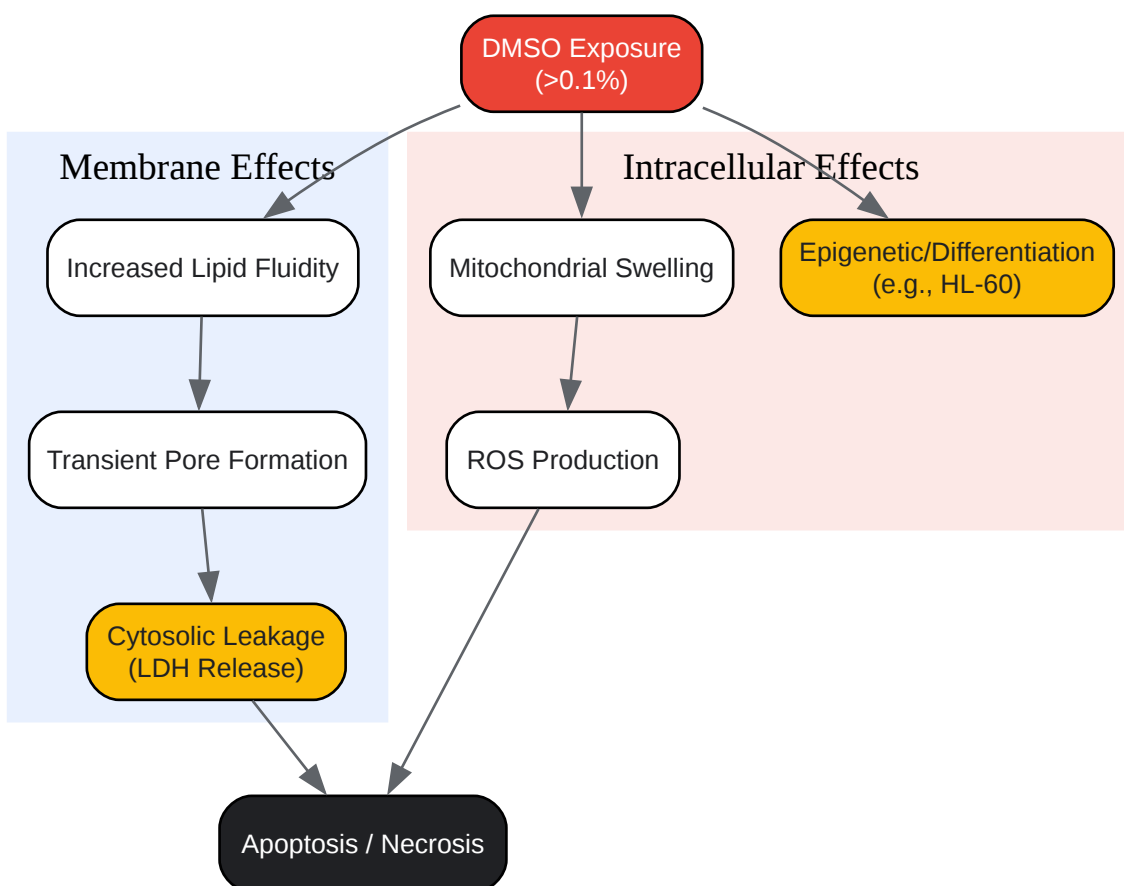 DMSO Exposure
(>0.1%)
Membrane Effects
Intracellular Effects
Increased Lipid Fluidity
Mitochondrial Swelling
Epigenetic/Differentiation
(e.g., HL-60)
Transient Pore Formation
ROS Production
Cytosolic Leakage
(LDH Release)
Apoptosis / Necrosis